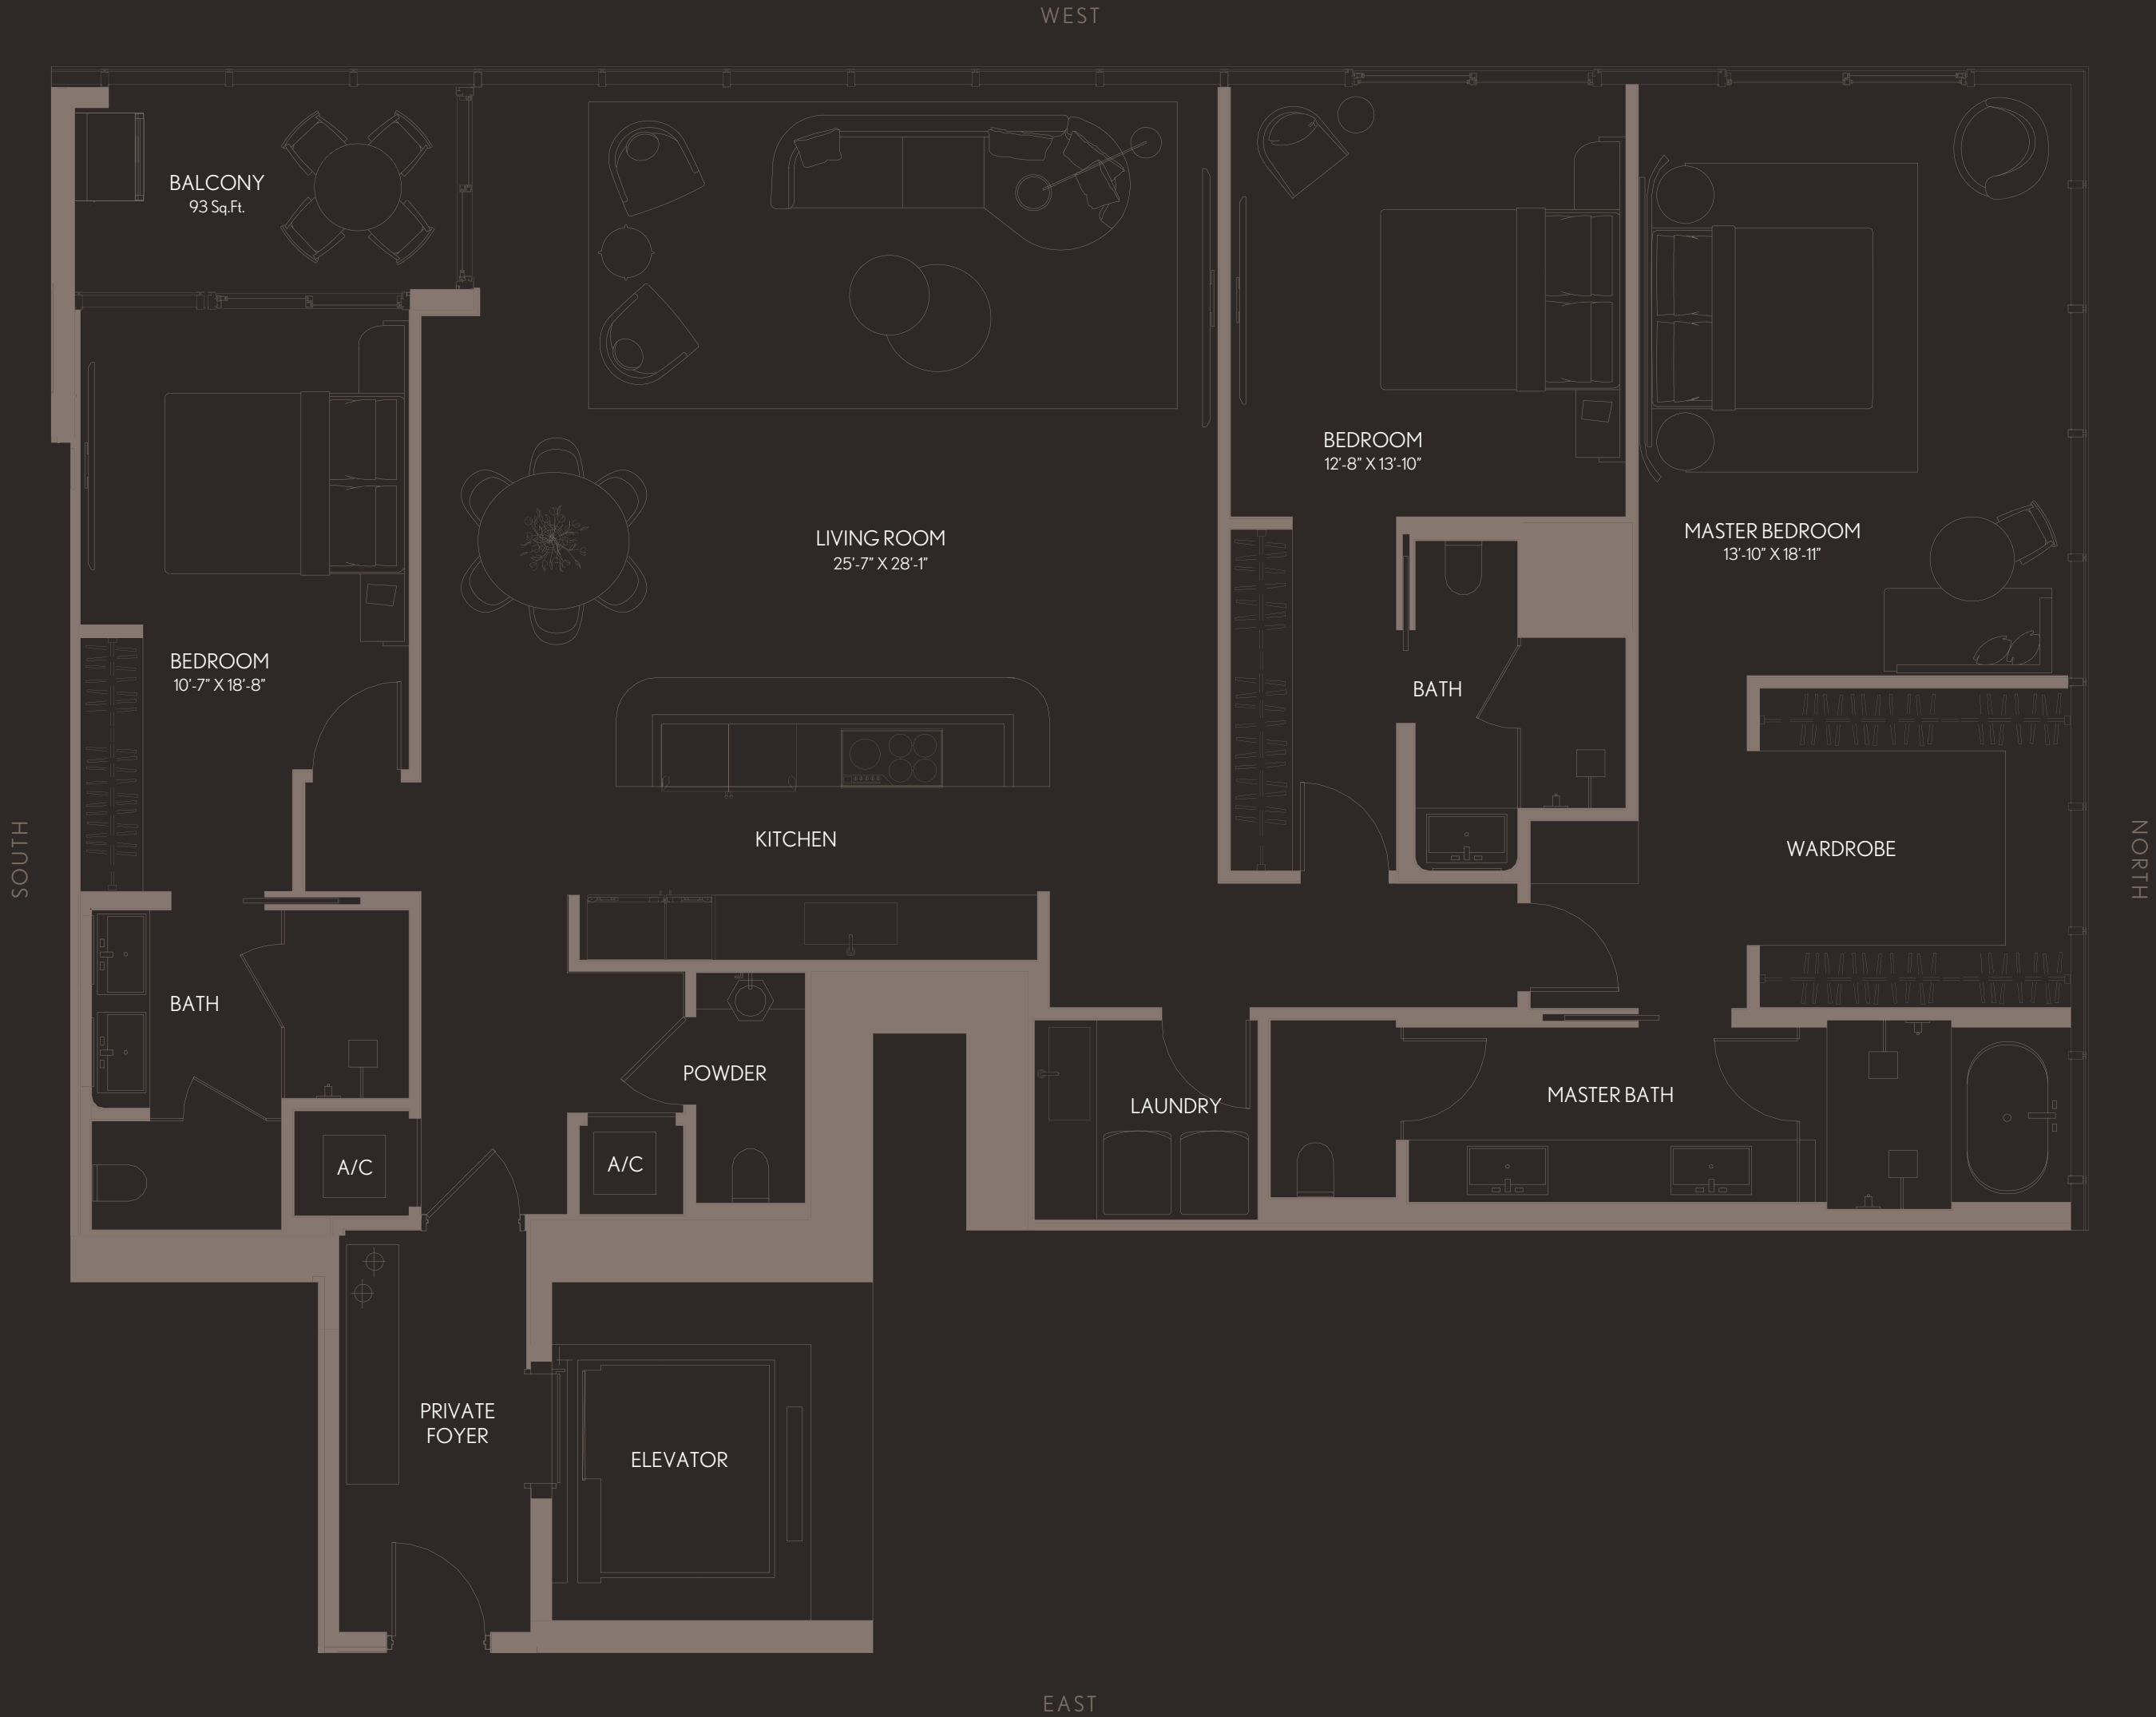 WEST
BALCONY
93 Sq.Ft.
BEDROOM
12'-8" X 13'-10"
LIVING ROOM
25'-7" X 28'-1"
MASTER BEDROOM
13'-10" X 18'-11"
BEDROOM
10'-7" X 18'-8"
BATH
KITCHEN
WARDROBE
SOUTH
NORTH
BATH
POWDER
LAUNDRY
MASTER BATH
A/C
A/C
PRIVATE
FOYER
ELEVATOR
EAST